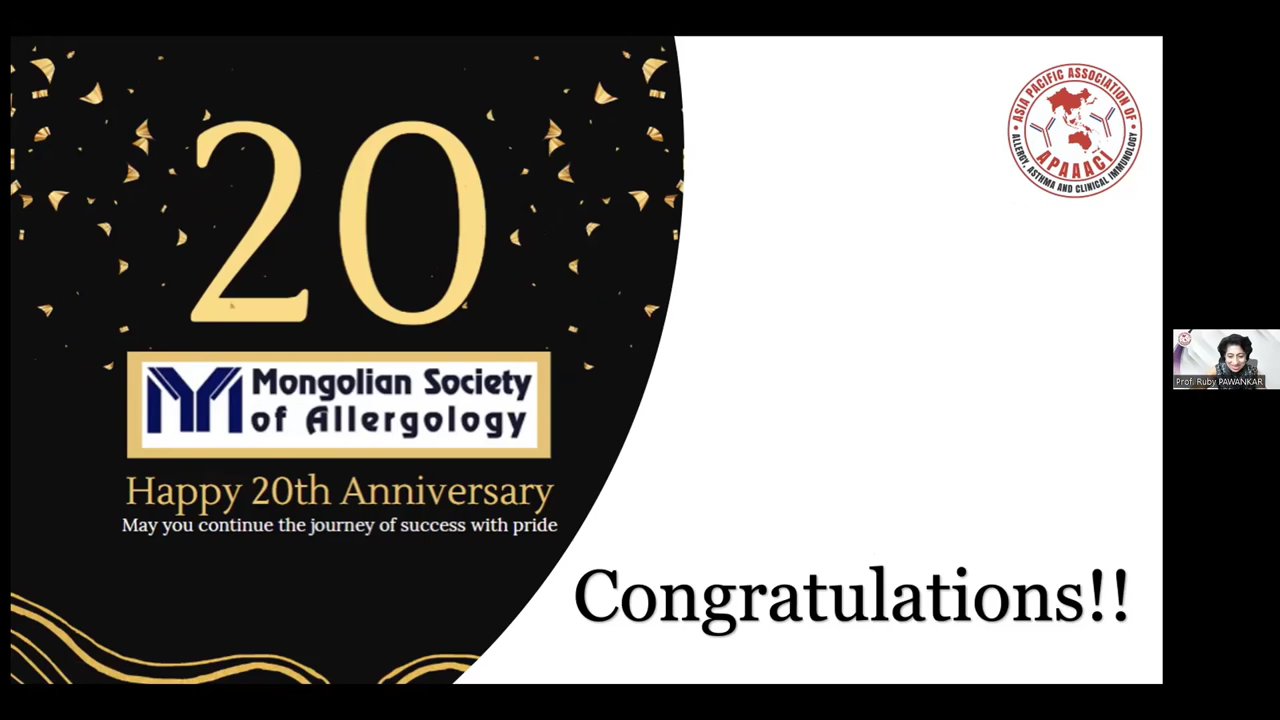 20
Mongolian Society
of Allergology
Happy 20th Anniversary
May you continue the journey of success with pride
ASIA PACIFIC ASSOCIATION OF
ALLERGY, ASTHMA AND CLINICAL IMMUNOLOGY
APAAACI
Congratulations!!
Prof. Ruby PAWANKAR